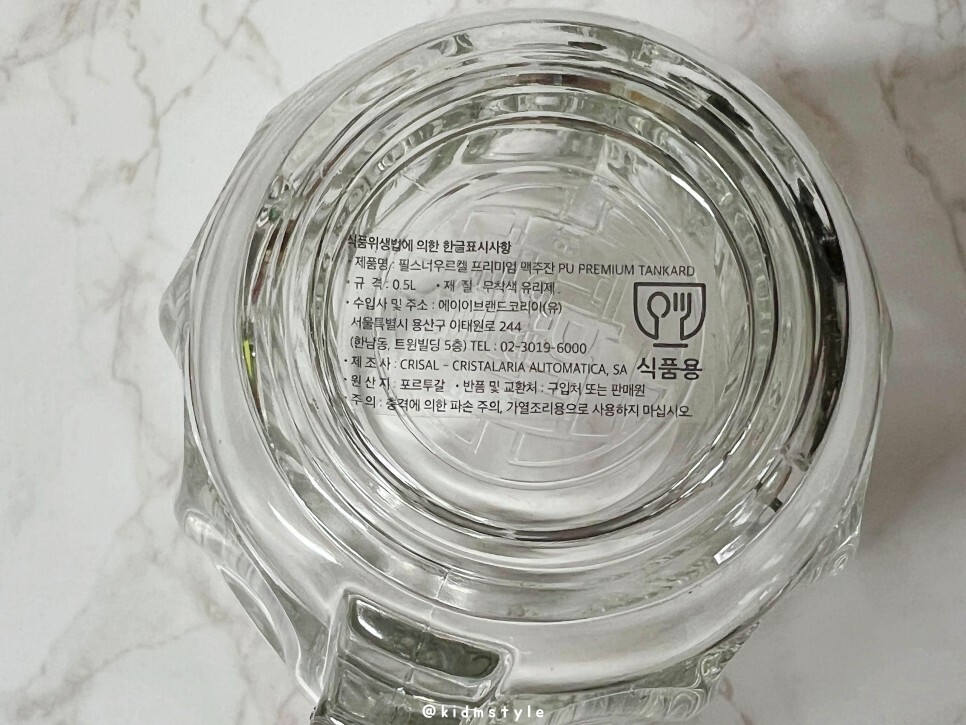 식품위생법에 의한 한글표시사항
· 제품명 : 필스너우르켈 프리미엄 맥주잔 PU PREMIUM TANKARD
· 규 격 : 0.5L · 재 질 : 무착색 유리제
· 수입사 및 주소 : 에이이브랜드코리아(유)
서울특별시 용산구 이태원로 244
(한남동, 트윈빌딩 5층) TEL : 02-3019-6000
· 제 조 사 : CRISAL - CRISTALARIA AUTOMATICA, SA
식품용
· 원 산 지 : 포르투갈 · 반품 및 교환처 : 구입처 또는 판매원
· 주 의 : 충격에 의한 파손 주의, 가열조리용으로 사용하지 마십시오.
@kidmstyle